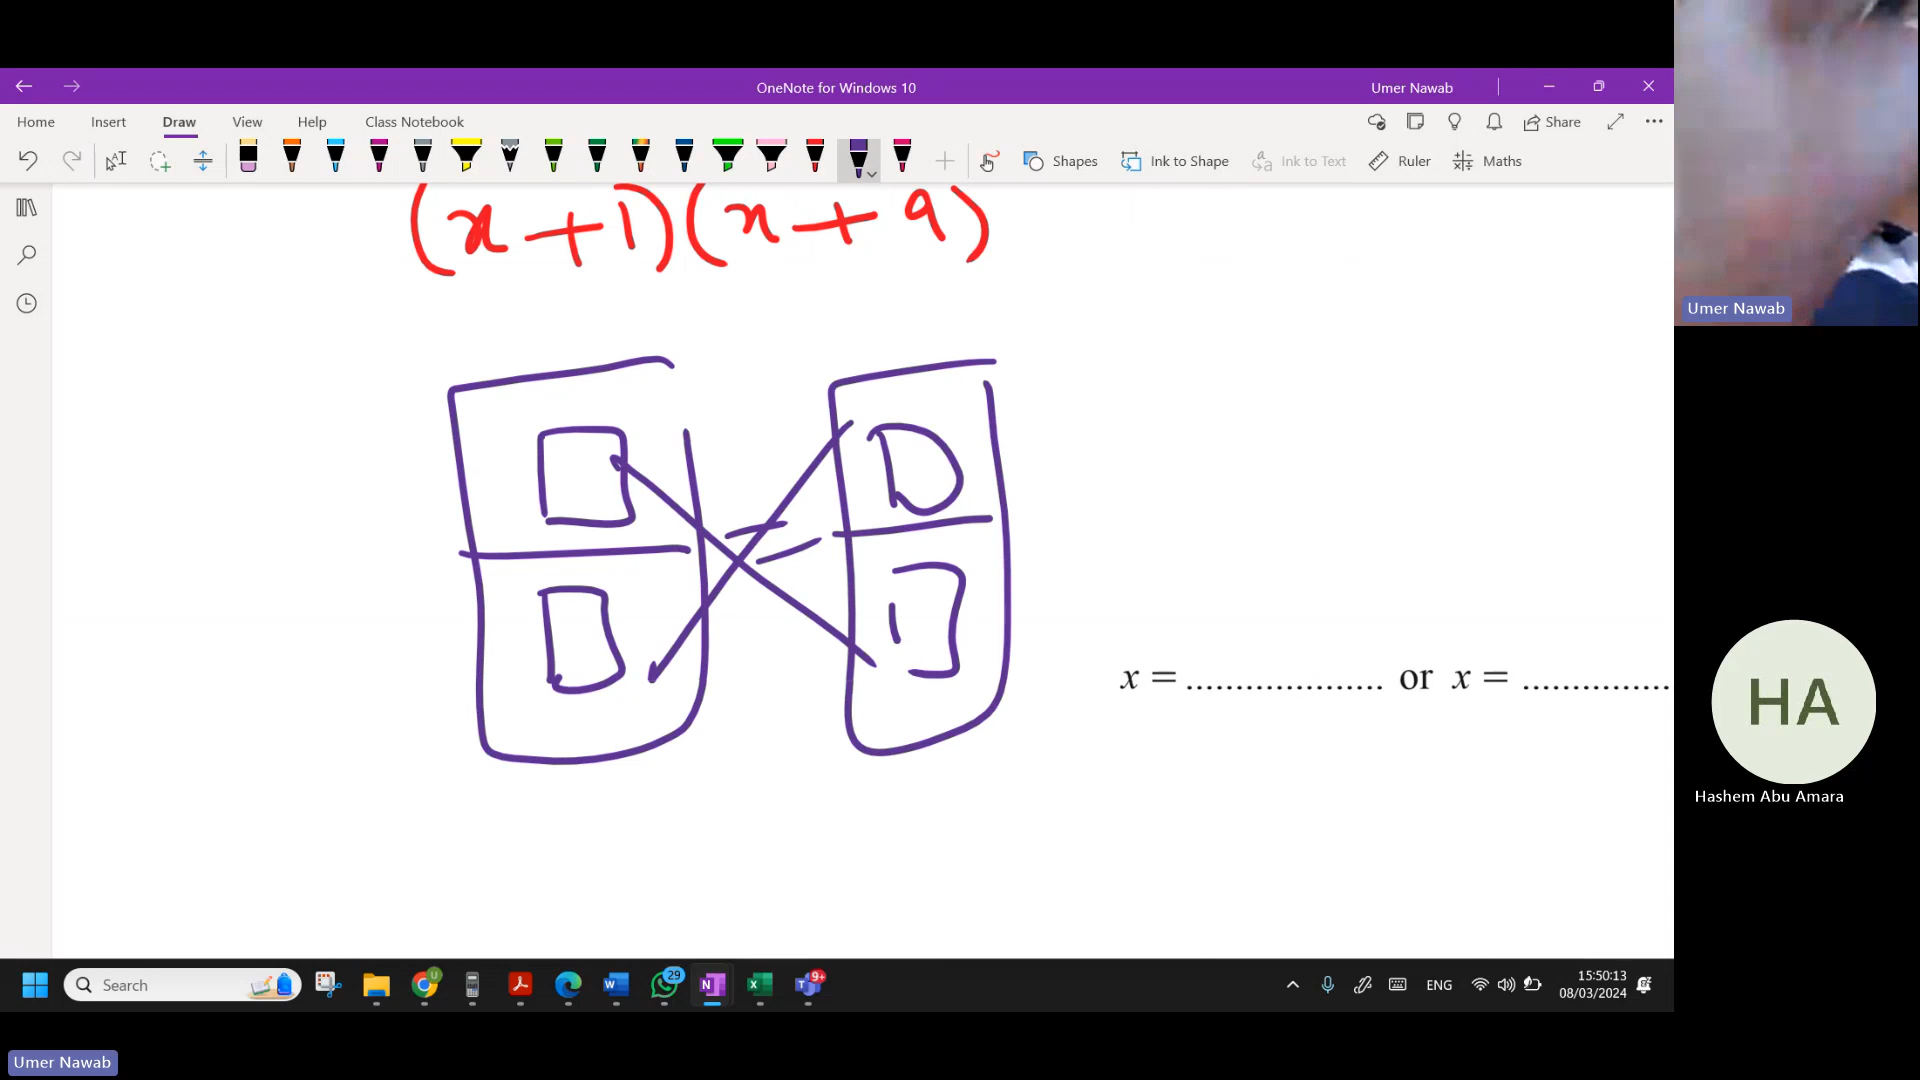 OneNote for Windows 10
Umer Nawab
Home Insert Draw View Help Class Notebook
Share
Shapes Ink to Shape Ink to Text Ruler Maths
(x+1)(x+9)
=
x = .................... or x = ...............
Umer Nawab
HA
Hashem Abu Amara
Search
U
29
9+
ENG
15:50:13
08/03/2024
Umer Nawab